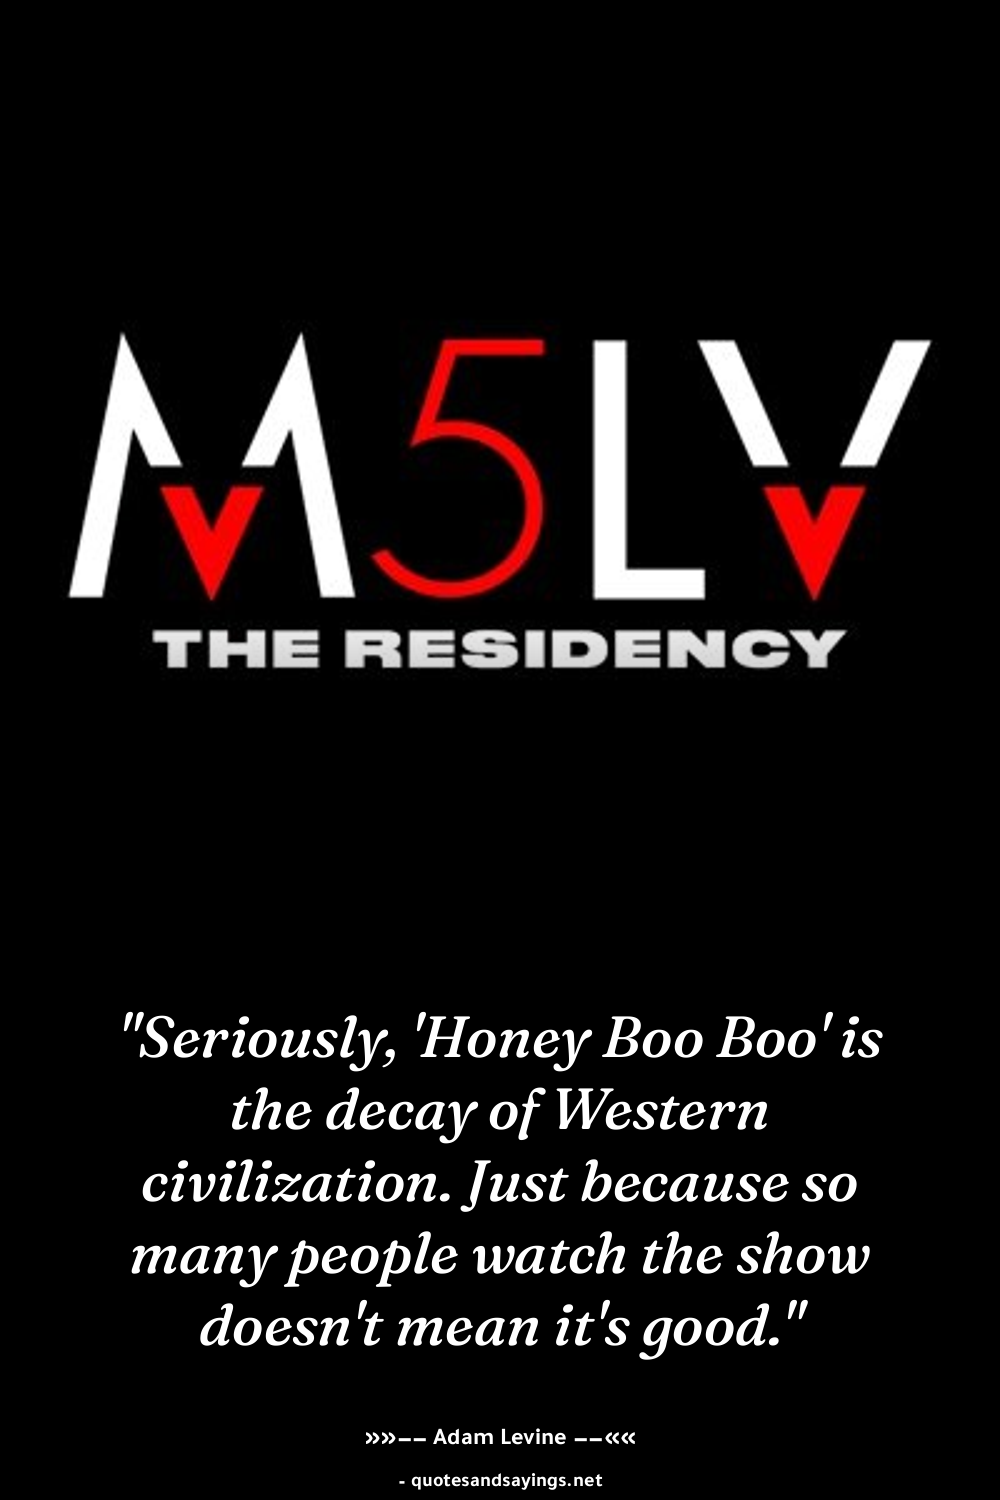 M5LV
THE RESIDENCY
"Seriously, 'Honey Boo Boo' is
the decay of Western
civilization. Just because so
many people watch the show
doesn't mean it's good."
»»–– Adam Levine ––««
- quotesandsayings.net